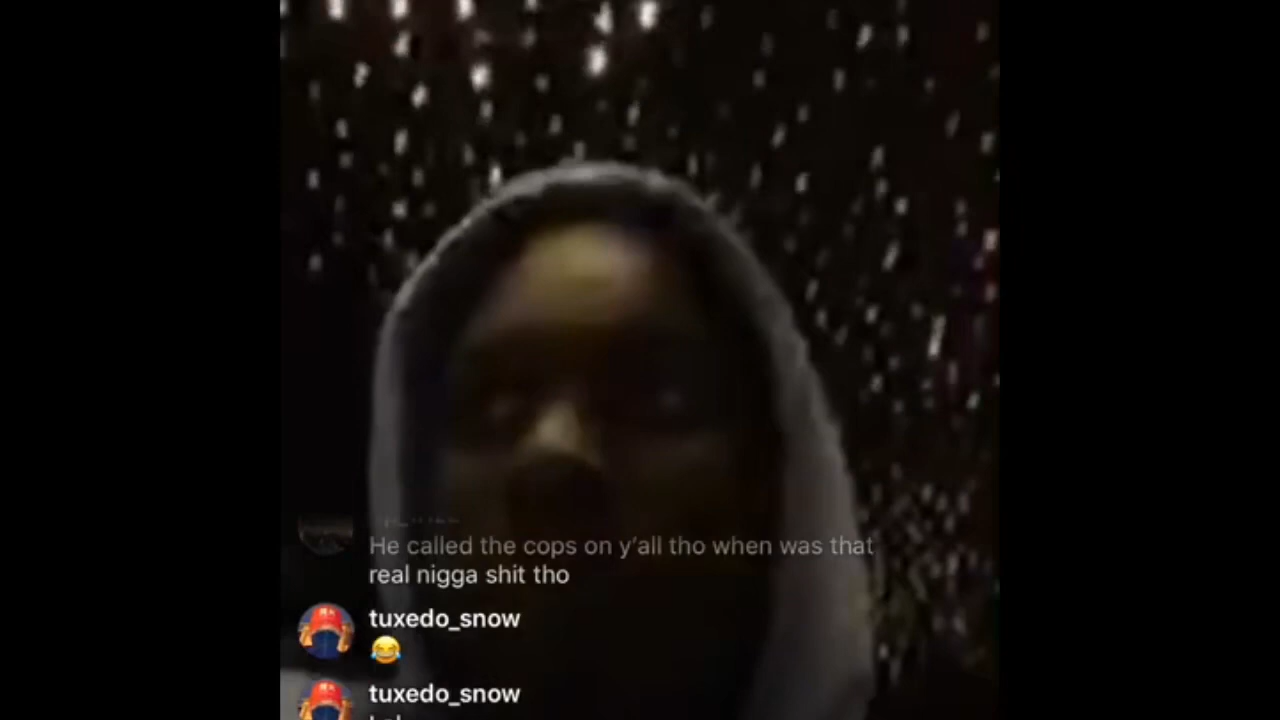 He called the cops on y'all tho when was that
real nigga shit tho
tuxedo_snow
😂
tuxedo_snow